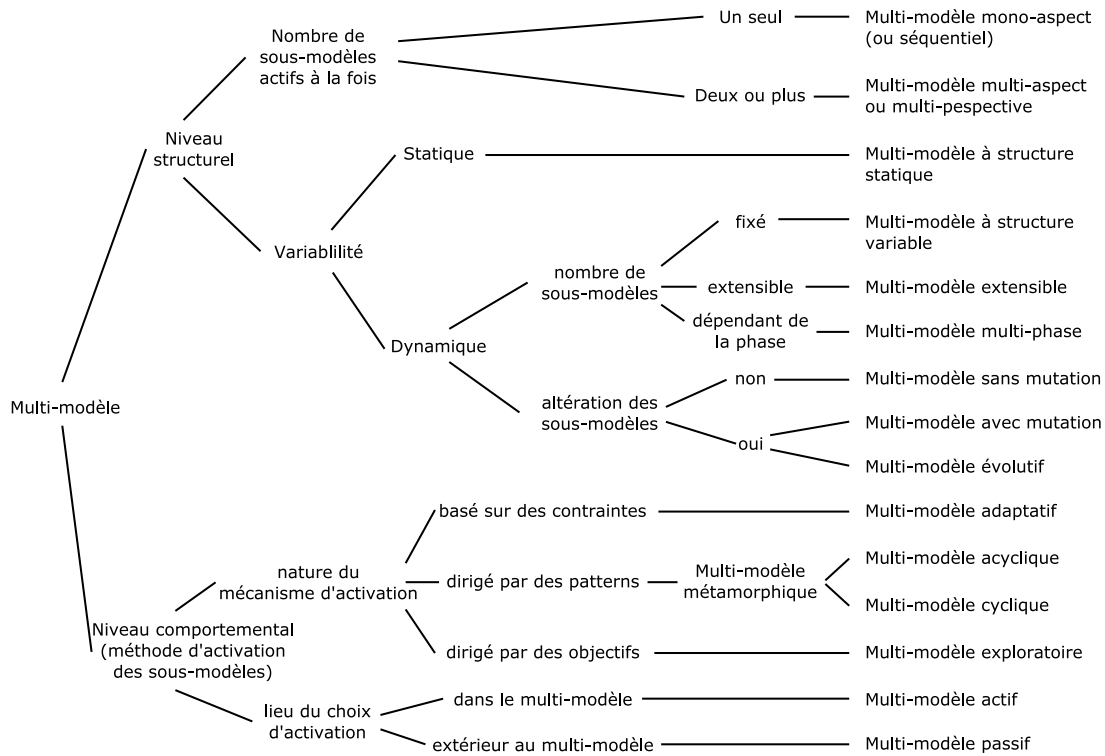 Un seul
Multi-modèle mono-aspect
(ou séquentiel)
Nombre de
sous-modèles
actifs à la fois
Deux ou plus
Multi-modèle multi-aspect
ou multi-pespective
Niveau
structurel
Statique
Multi-modèle à structure
statique
Variablilité
fixé
Multi-modèle à structure
variable
nombre de
sous-modèles
extensible
Multi-modèle extensible
dépendant de
la phase
Multi-modèle multi-phase
Dynamique
non
Multi-modèle sans mutation
altération des
sous-modèles
oui
Multi-modèle avec mutation
Multi-modèle évolutif
Multi-modèle
basé sur des contraintes
Multi-modèle adaptatif
nature du
mécanisme d'activation
dirigé par des patterns
Multi-modèle
métamorphique
Multi-modèle acyclique
Multi-modèle cyclique
Niveau comportemental
(méthode d'activation
des sous-modèles)
dirigé par des objectifs
Multi-modèle exploratoire
lieu du choix
d'activation
dans le multi-modèle
Multi-modèle actif
extérieur au multi-modèle
Multi-modèle passif